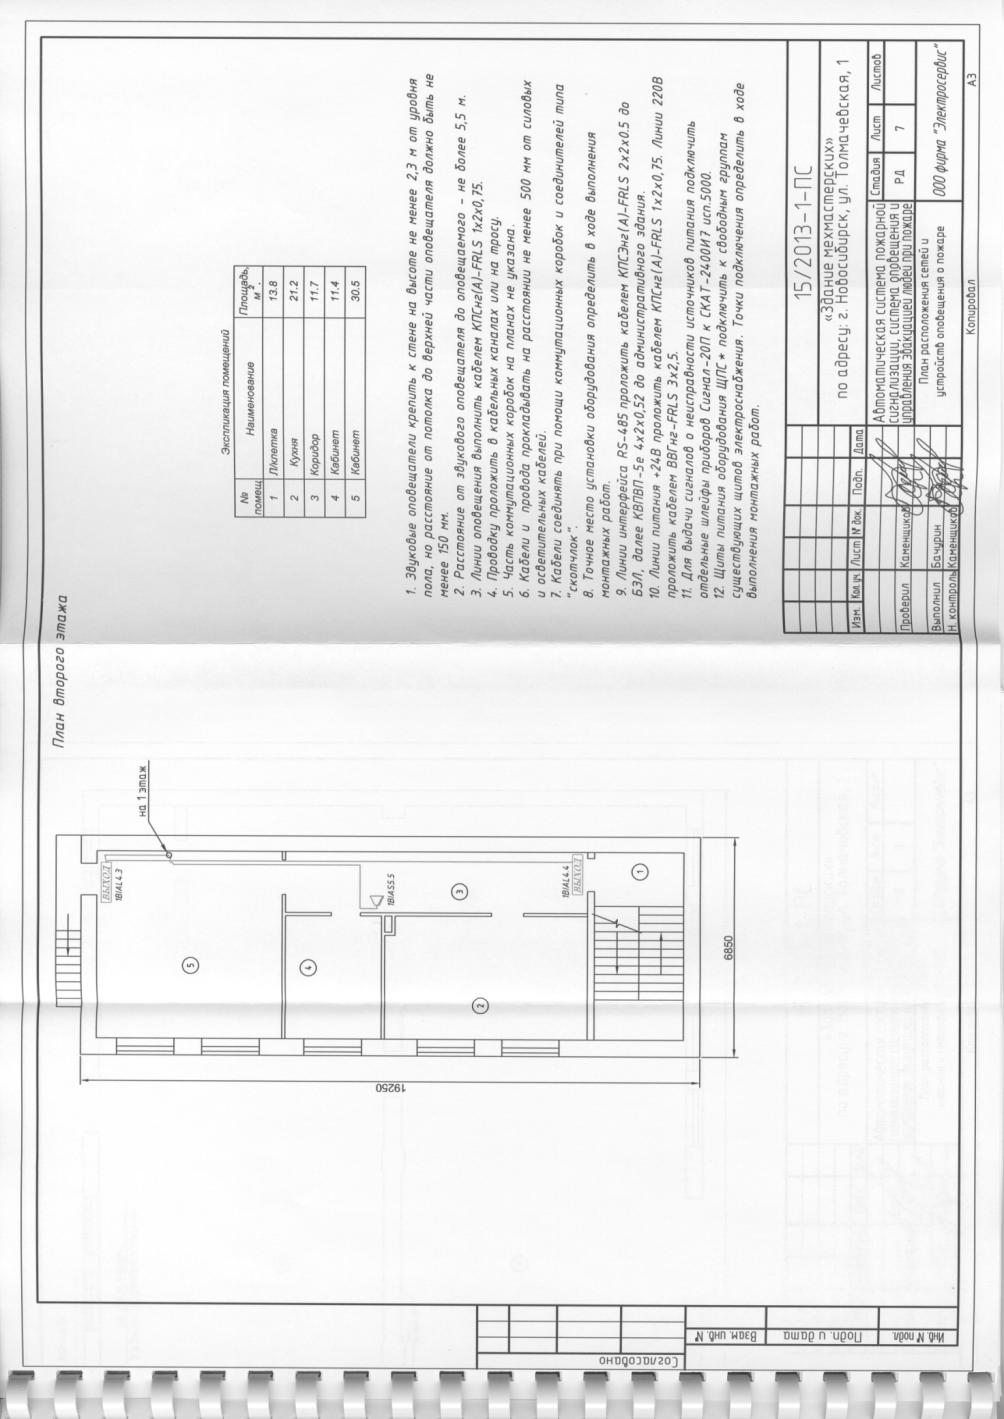 План второго этажа
на 1 этаж
ВЫХОД
1BIAL4.3
1BIAS5.5
ВЫХОД
1BIAL4.4
1
2
3
4
5
19250
6850
Экспликация помещений
№ помещ. Наименование Площадь, м²
1 Л/клетка 13.8
2 Кухня 21.2
3 Коридор 11.7
4 Кабинет 11.4
5 Кабинет 30.5
1. Звуковые оповещатели крепить к стене на высоте не менее 2,3 м от уровня
пола, но расстояние от потолка до верхней части оповещателя должно быть не
менее 150 мм.
2. Расстояние от звукового оповещателя до оповещаемого - не более 5,5 м.
3. Линии оповещения выполнить кабелем КПСнг(А)-FRLS 1x2x0,75.
4. Проводку проложить в кабельных каналах или на тросу.
5. Часть коммутационных коробок на планах не указана.
6. Кабели и провода прокладывать на расстоянии не менее 500 мм от силовых
и осветительных кабелей.
7. Кабели соединять при помощи коммутационных коробок и соединителей типа
"скотчлок".
8. Точное место установки оборудования определить в ходе выполнения
монтажных работ.
9. Линии интерфейса RS-485 проложить кабелем КПСЭнг(А)-FRLS 2x2x0.5 до
БЗЛ, далее КВПВП-5е 4x2x0,52 до административного здания.
10. Линии питания +24В проложить кабелем КПСнг(А)-FRLS 1x2x0,75. Линии 220В
проложить кабелем ВВГнг-FRLS 3x2,5.
11. Для выдачи сигналов о неисправности источников питания подключить
отдельные шлейфы приборов Сигнал-20П к СКАТ-2400И7 исп.5000.
12. Щиты питания оборудования ЩПС* подключить к свободным группам
существующих щитов электроснабжения. Точки подключения определить в ходе
выполнения монтажных работ.
15/2013-1-ПС
«Здание мехмастерских»
по адресу: г. Новосибирск, ул. Толмачевская, 1
Изм. Кол.уч. Лист № док. Подп. Дата
Проверил Каменщиков
Выполнил Бачурин
Н. контроль Каменщиков
Автоматическая система пожарной
сигнализации, система оповещения и
управления эвакуацией людей при пожаре
Стадия Лист Листов
РД 7
План расположения сетей и
устройств оповещения о пожаре
ООО фирма "Электросервис"
Копировал А3
Согласовано
Взам. инв. №
Подп. и дата
Инв. № подл.